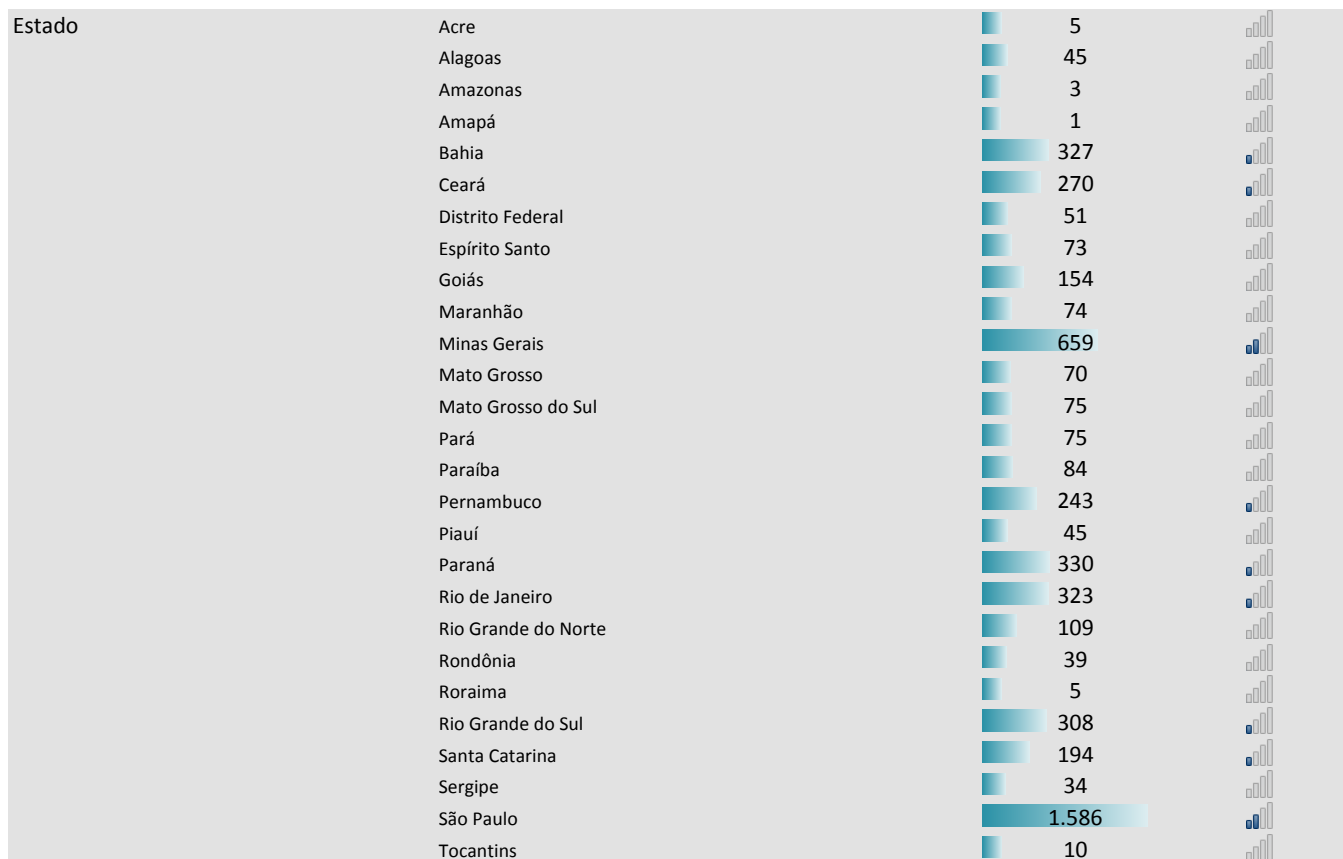 Estado Acre 5
Alagoas 45
Amazonas 3
Amapá 1
Bahia 327
Ceará 270
Distrito Federal 51
Espírito Santo 73
Goiás 154
Maranhão 74
Minas Gerais 659
Mato Grosso 70
Mato Grosso do Sul 75
Pará 75
Paraíba 84
Pernambuco 243
Piauí 45
Paraná 330
Rio de Janeiro 323
Rio Grande do Norte 109
Rondônia 39
Roraima 5
Rio Grande do Sul 308
Santa Catarina 194
Sergipe 34
São Paulo 1.586
Tocantins 10